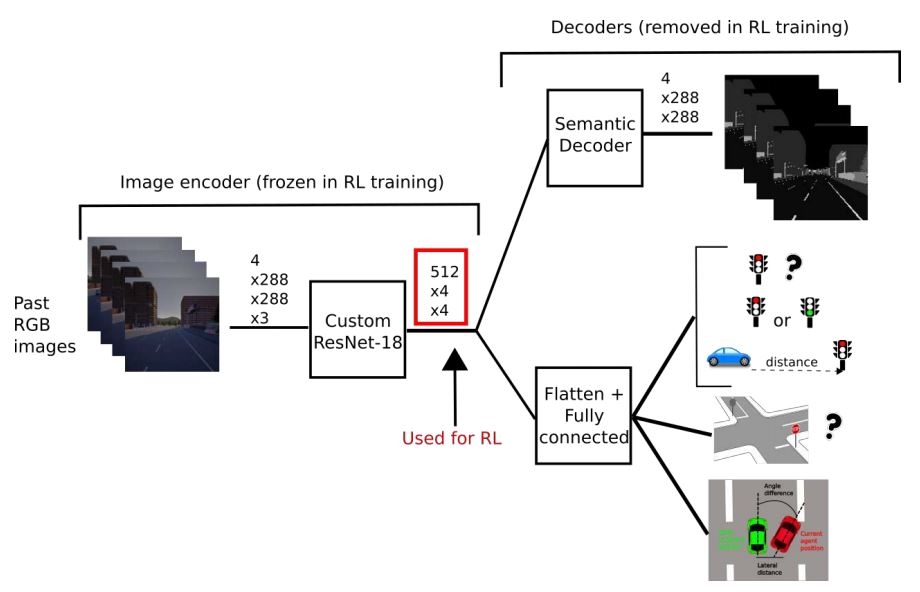 Decoders (removed in RL training)
4
x288
x288
Semantic
Decoder
Image encoder (frozen in RL training)
4
x288
x288
x3
512
x4
x4
Past
RGB
images
Custom
ResNet-18
Used for RL
Flatten +
Fully
connected
?
or
distance
?
Angle
difference
Current
agent
position
Lateral
distance